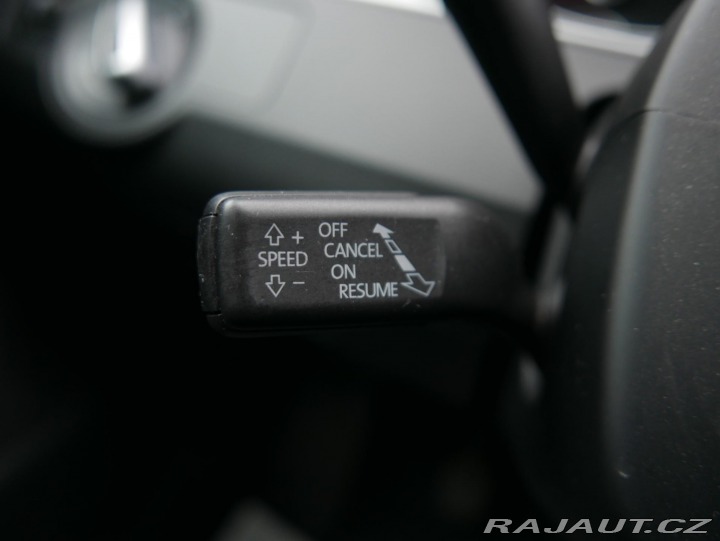 +
SPEED
−
OFF
CANCEL
ON
RESUME
RAJAUT.CZ